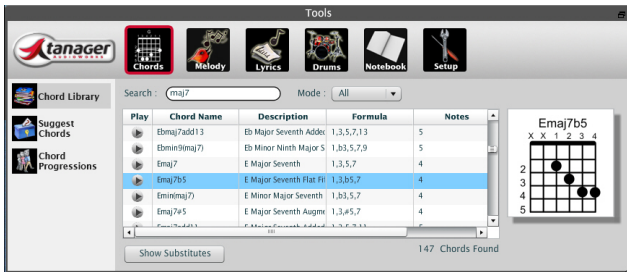 Tools
tanager
AUDIOWORKS
Chords
Melody
Lyrics
Drums
Notebook
Setup
Chord Library
Suggest
Chords
Chord
Progressions
Search : maj7 Mode : All
Play Chord Name Description Formula Notes
Ebmaj7add13 Eb Major Seventh Added 1,3,5,7,13 5
Ebmin9(maj7) Eb Minor Ninth Major S 1,b3,5,7,9 5
Emaj7 E Major Seventh 1,3,5,7 4
Emaj7b5 E Major Seventh Flat Fi 1,3,b5,7 4
Emin(maj7) E Minor Major Seventh 1,b3,5,7 4
Emaj7#5 E Major Seventh Augme 1,3,#5,7 4
Show Substitutes
147 Chords Found
Emaj7b5
X X 1 2 3 4
2
3
4
5